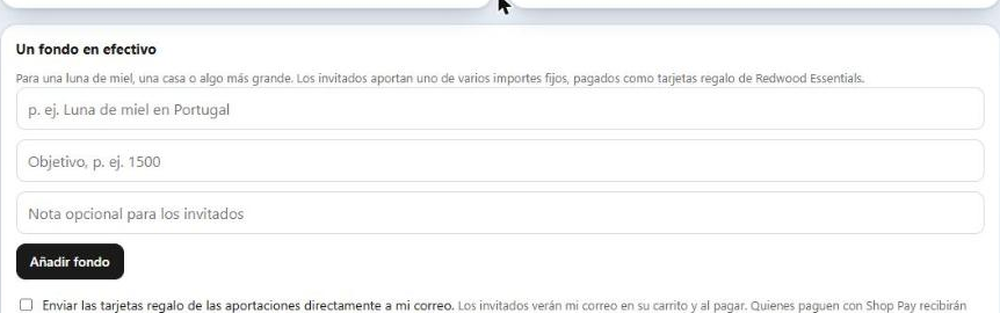 Un fondo en efectivo
Para una luna de miel, una casa o algo más grande. Los invitados aportan uno de varios importes fijos, pagados como tarjetas regalo de Redwood Essentials.
p. ej. Luna de miel en Portugal
Objetivo, p. ej. 1500
Nota opcional para los invitados
Añadir fondo
Enviar las tarjetas regalo de las aportaciones directamente a mi correo. Los invitados verán mi correo en su carrito y al pagar. Quienes paguen con Shop Pay recibirán